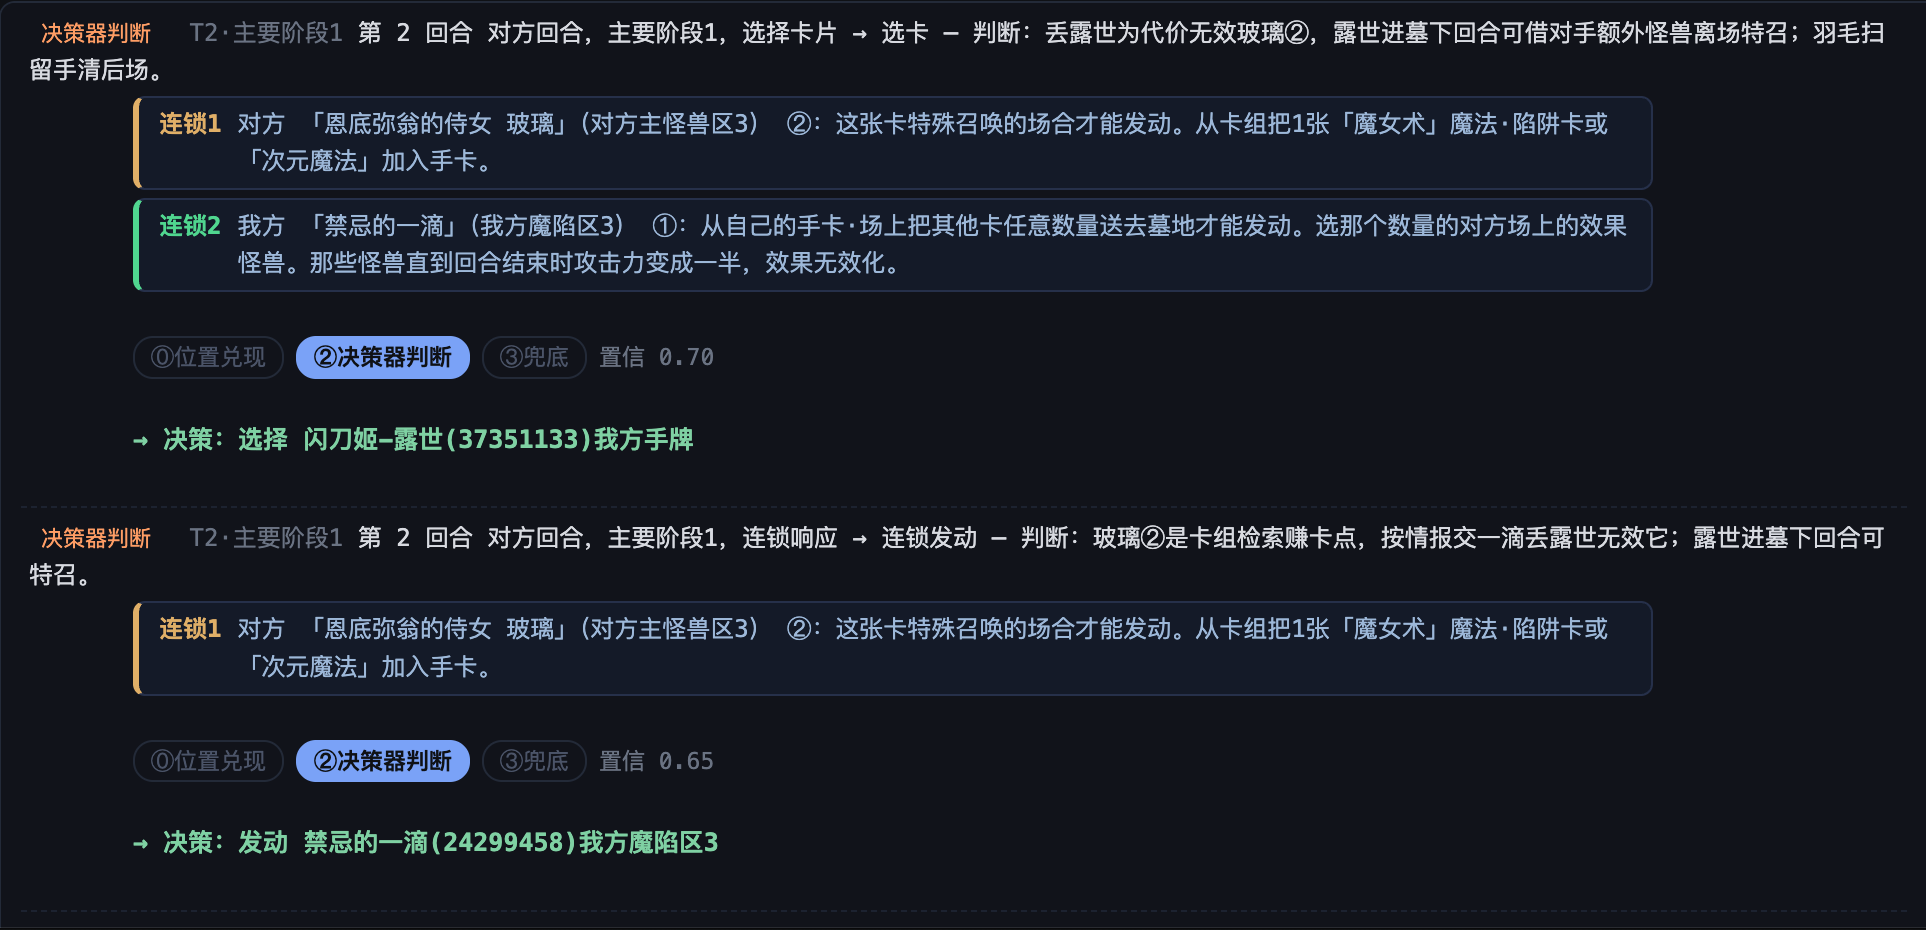 决策器判断 T2·主要阶段1 第 2 回合 对方回合，主要阶段1，选择卡片 → 选卡 — 判断：丢露世为代价无效玻璃②，露世进墓下回合可借对手额外怪兽离场特召；羽毛扫
留手清后场。
连锁1 对方 「恩底弥翁的侍女 玻璃」(对方主怪兽区3) ②：这张卡特殊召唤的场合才能发动。从卡组把1张「魔女术」魔法·陷阱卡或
「次元魔法」加入手卡。
连锁2 我方 「禁忌的一滴」(我方魔陷区3) ①：从自己的手卡·场上把其他卡任意数量送去墓地才能发动。选那个数量的对方场上的效果
怪兽。那些怪兽直到回合结束时攻击力变成一半，效果无效化。
⓪位置兑现 ②决策器判断 ③兜底 置信 0.70
→ 决策：选择 闪刀姬-露世(37351133)我方手牌
决策器判断 T2·主要阶段1 第 2 回合 对方回合，主要阶段1，连锁响应 → 连锁发动 — 判断：玻璃②是卡组检索赚卡点，按情报交一滴丢露世无效它；露世进墓下回合可
特召。
连锁1 对方 「恩底弥翁的侍女 玻璃」(对方主怪兽区3) ②：这张卡特殊召唤的场合才能发动。从卡组把1张「魔女术」魔法·陷阱卡或
「次元魔法」加入手卡。
⓪位置兑现 ②决策器判断 ③兜底 置信 0.65
→ 决策：发动 禁忌的一滴(24299458)我方魔陷区3